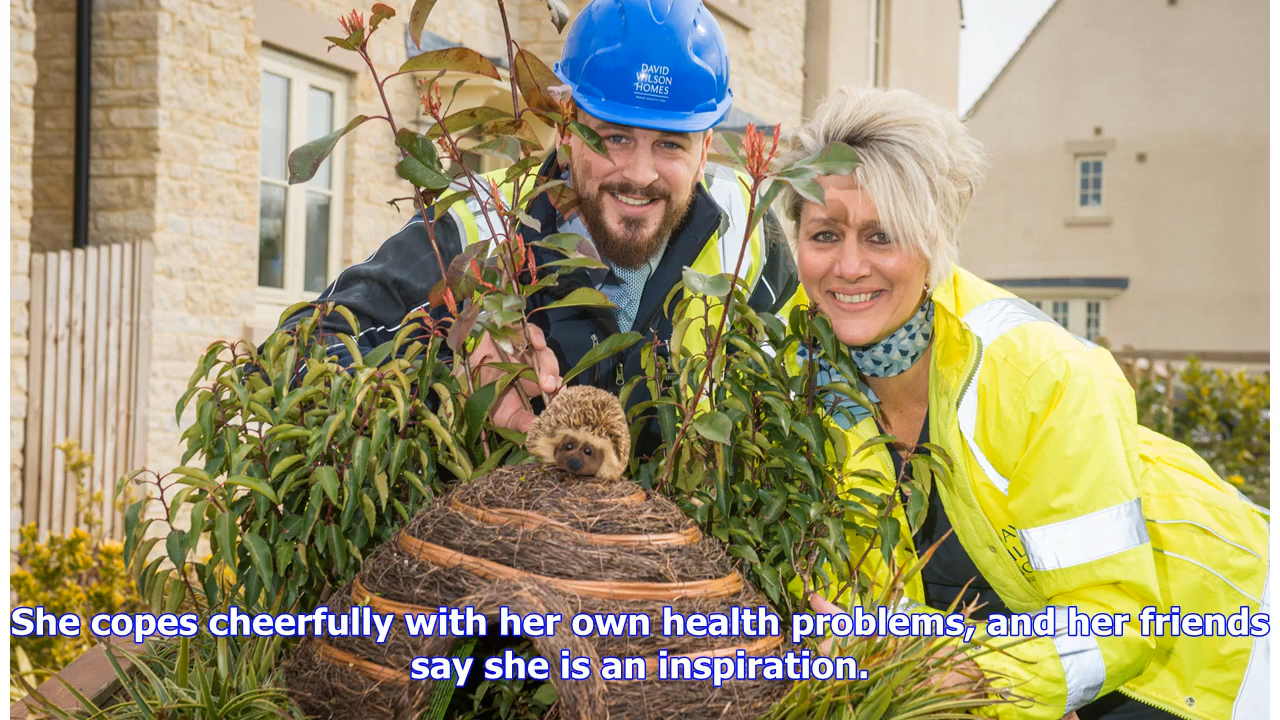 DAVID
WILSON
HOMES
She copes cheerfully with her own health problems, and her friends
say she is an inspiration.